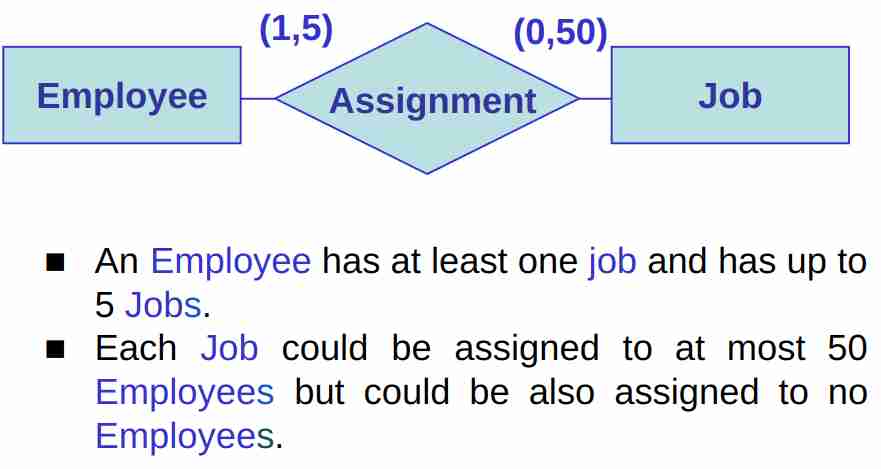 (1,5) (0,50)
Employee Assignment Job
■ An Employee has at least one job and has up to
5 Jobs.
■ Each Job could be assigned to at most 50
Employees but could be also assigned to no
Employees.